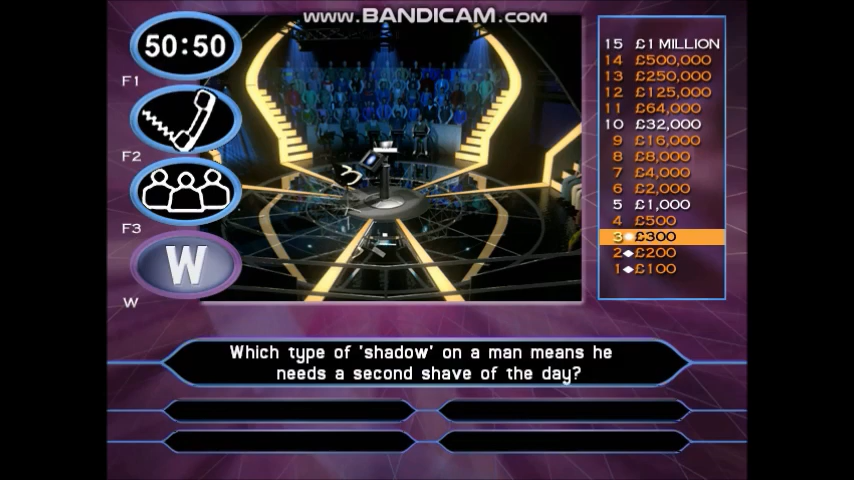 www.BANDICAM.com
50:50
F1
F2
F3
W
W
15 £1 MILLION
14 £500,000
13 £250,000
12 £125,000
11 £64,000
10 £32,000
9 £16,000
8 £8,000
7 £4,000
6 £2,000
5 £1,000
4 £500
3 £300
2 £200
1 £100
Which type of 'shadow' on a man means he
needs a second shave of the day?